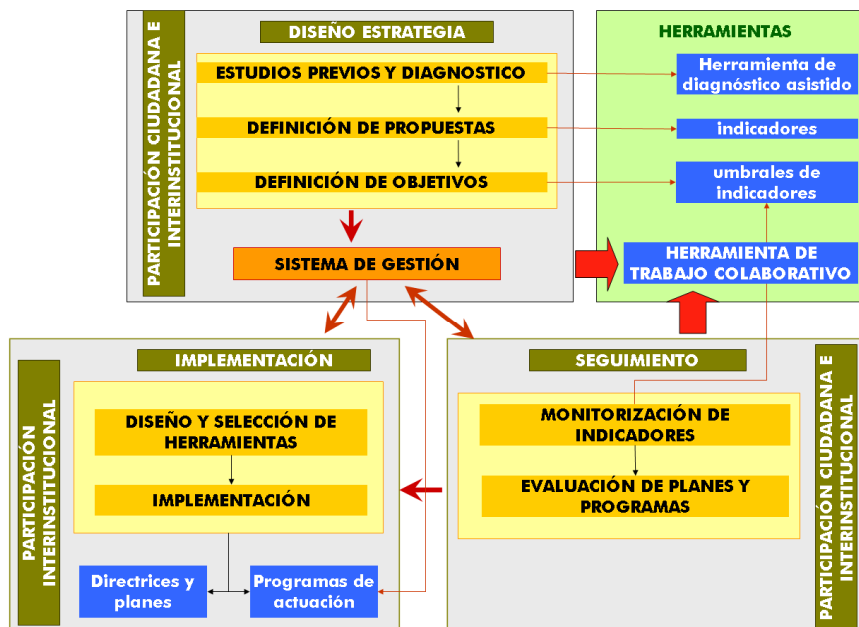 PARTICIPACIÓN CIUDADANA E
INTERINSTITUCIONAL
DISEÑO ESTRATEGIA
ESTUDIOS PREVIOS Y DIAGNOSTICO
DEFINICIÓN DE PROPUESTAS
DEFINICIÓN DE OBJETIVOS
SISTEMA DE GESTIÓN
HERRAMIENTAS
Herramienta de
diagnóstico asistido
indicadores
umbrales de
indicadores
HERRAMIENTA DE
TRABAJO COLABORATIVO
PARTICIPACIÓN
INTERINSTITUCIONAL
IMPLEMENTACIÓN
DISEÑO Y SELECCIÓN DE
HERRAMIENTAS
IMPLEMENTACIÓN
Directrices y
planes
Programas de
actuación
SEGUIMIENTO
MONITORIZACIÓN DE
INDICADORES
EVALUACIÓN DE PLANES Y
PROGRAMAS
PARTICIPACIÓN CIUDADANA E
INTERINSTITUCIONAL